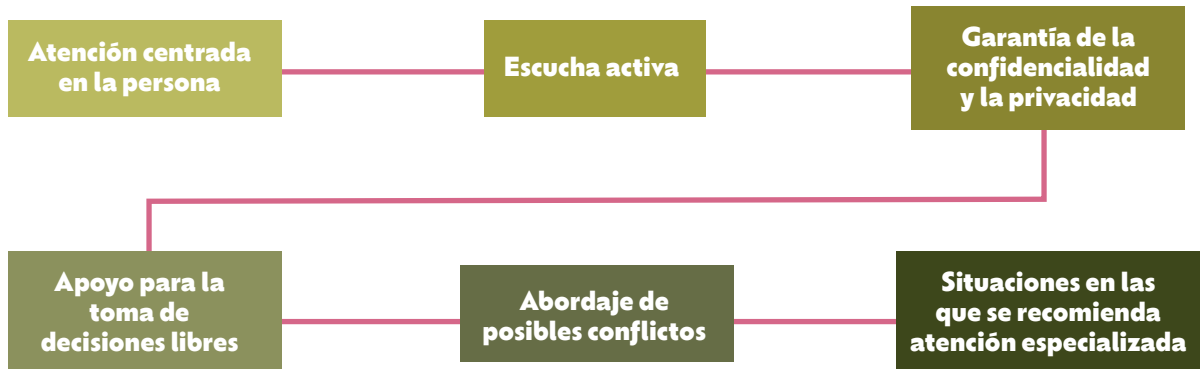 Atención centrada
en la persona
Escucha activa
Garantía de la
confidencialidad
y la privacidad
Apoyo para la
toma de
decisiones libres
Abordaje de
posibles conflictos
Situaciones en las
que se recomienda
atención especializada